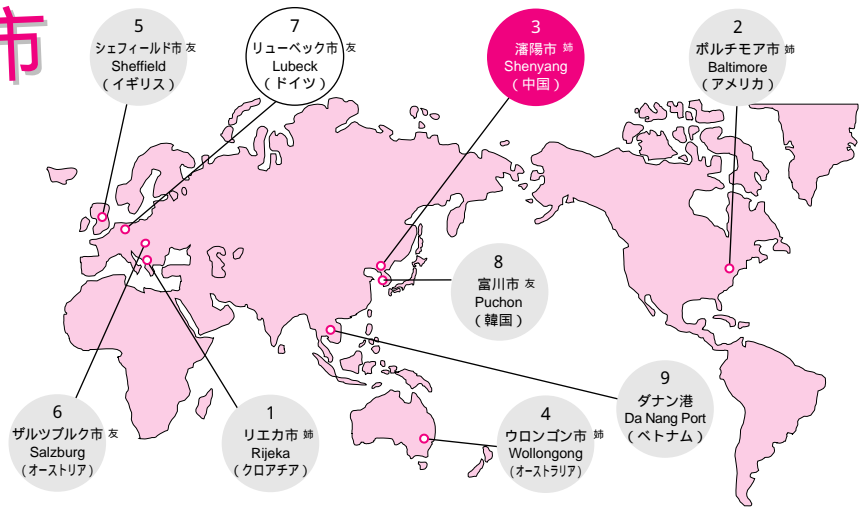 市
5
シェフィールド市 友
Sheffield
(イギリス)
7
リューベック市 友
Lubeck
(ドイツ)
3
瀋陽市 姉
Shenyang
(中国)
2
ボルチモア市 姉
Baltimore
(アメリカ)
8
富川市 友
Puchon
(韓国)
6
ザルツブルク市 友
Salzburg
(オーストリア)
1
リエカ市 姉
Rijeka
(クロアチア)
4
ウロンゴン市 姉
Wollongong
(オーストラリア)
9
ダナン港
Da Nang Port
(ベトナム)